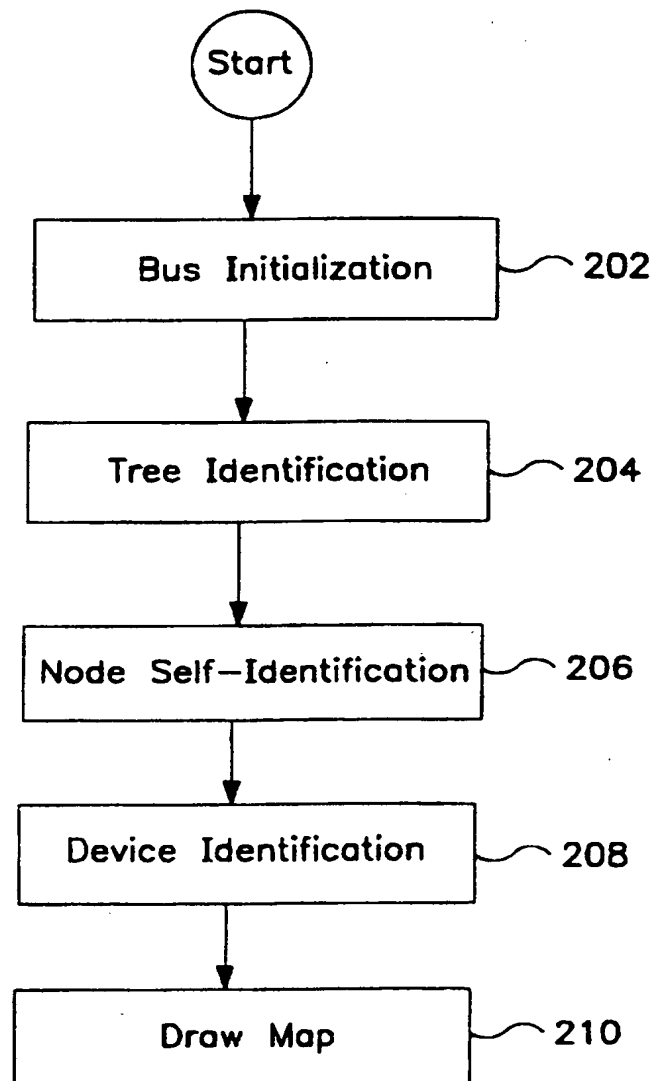 Start
Bus Initialization 202
Tree Identification 204
Node Self-Identification 206
Device Identification 208
Draw Map 210